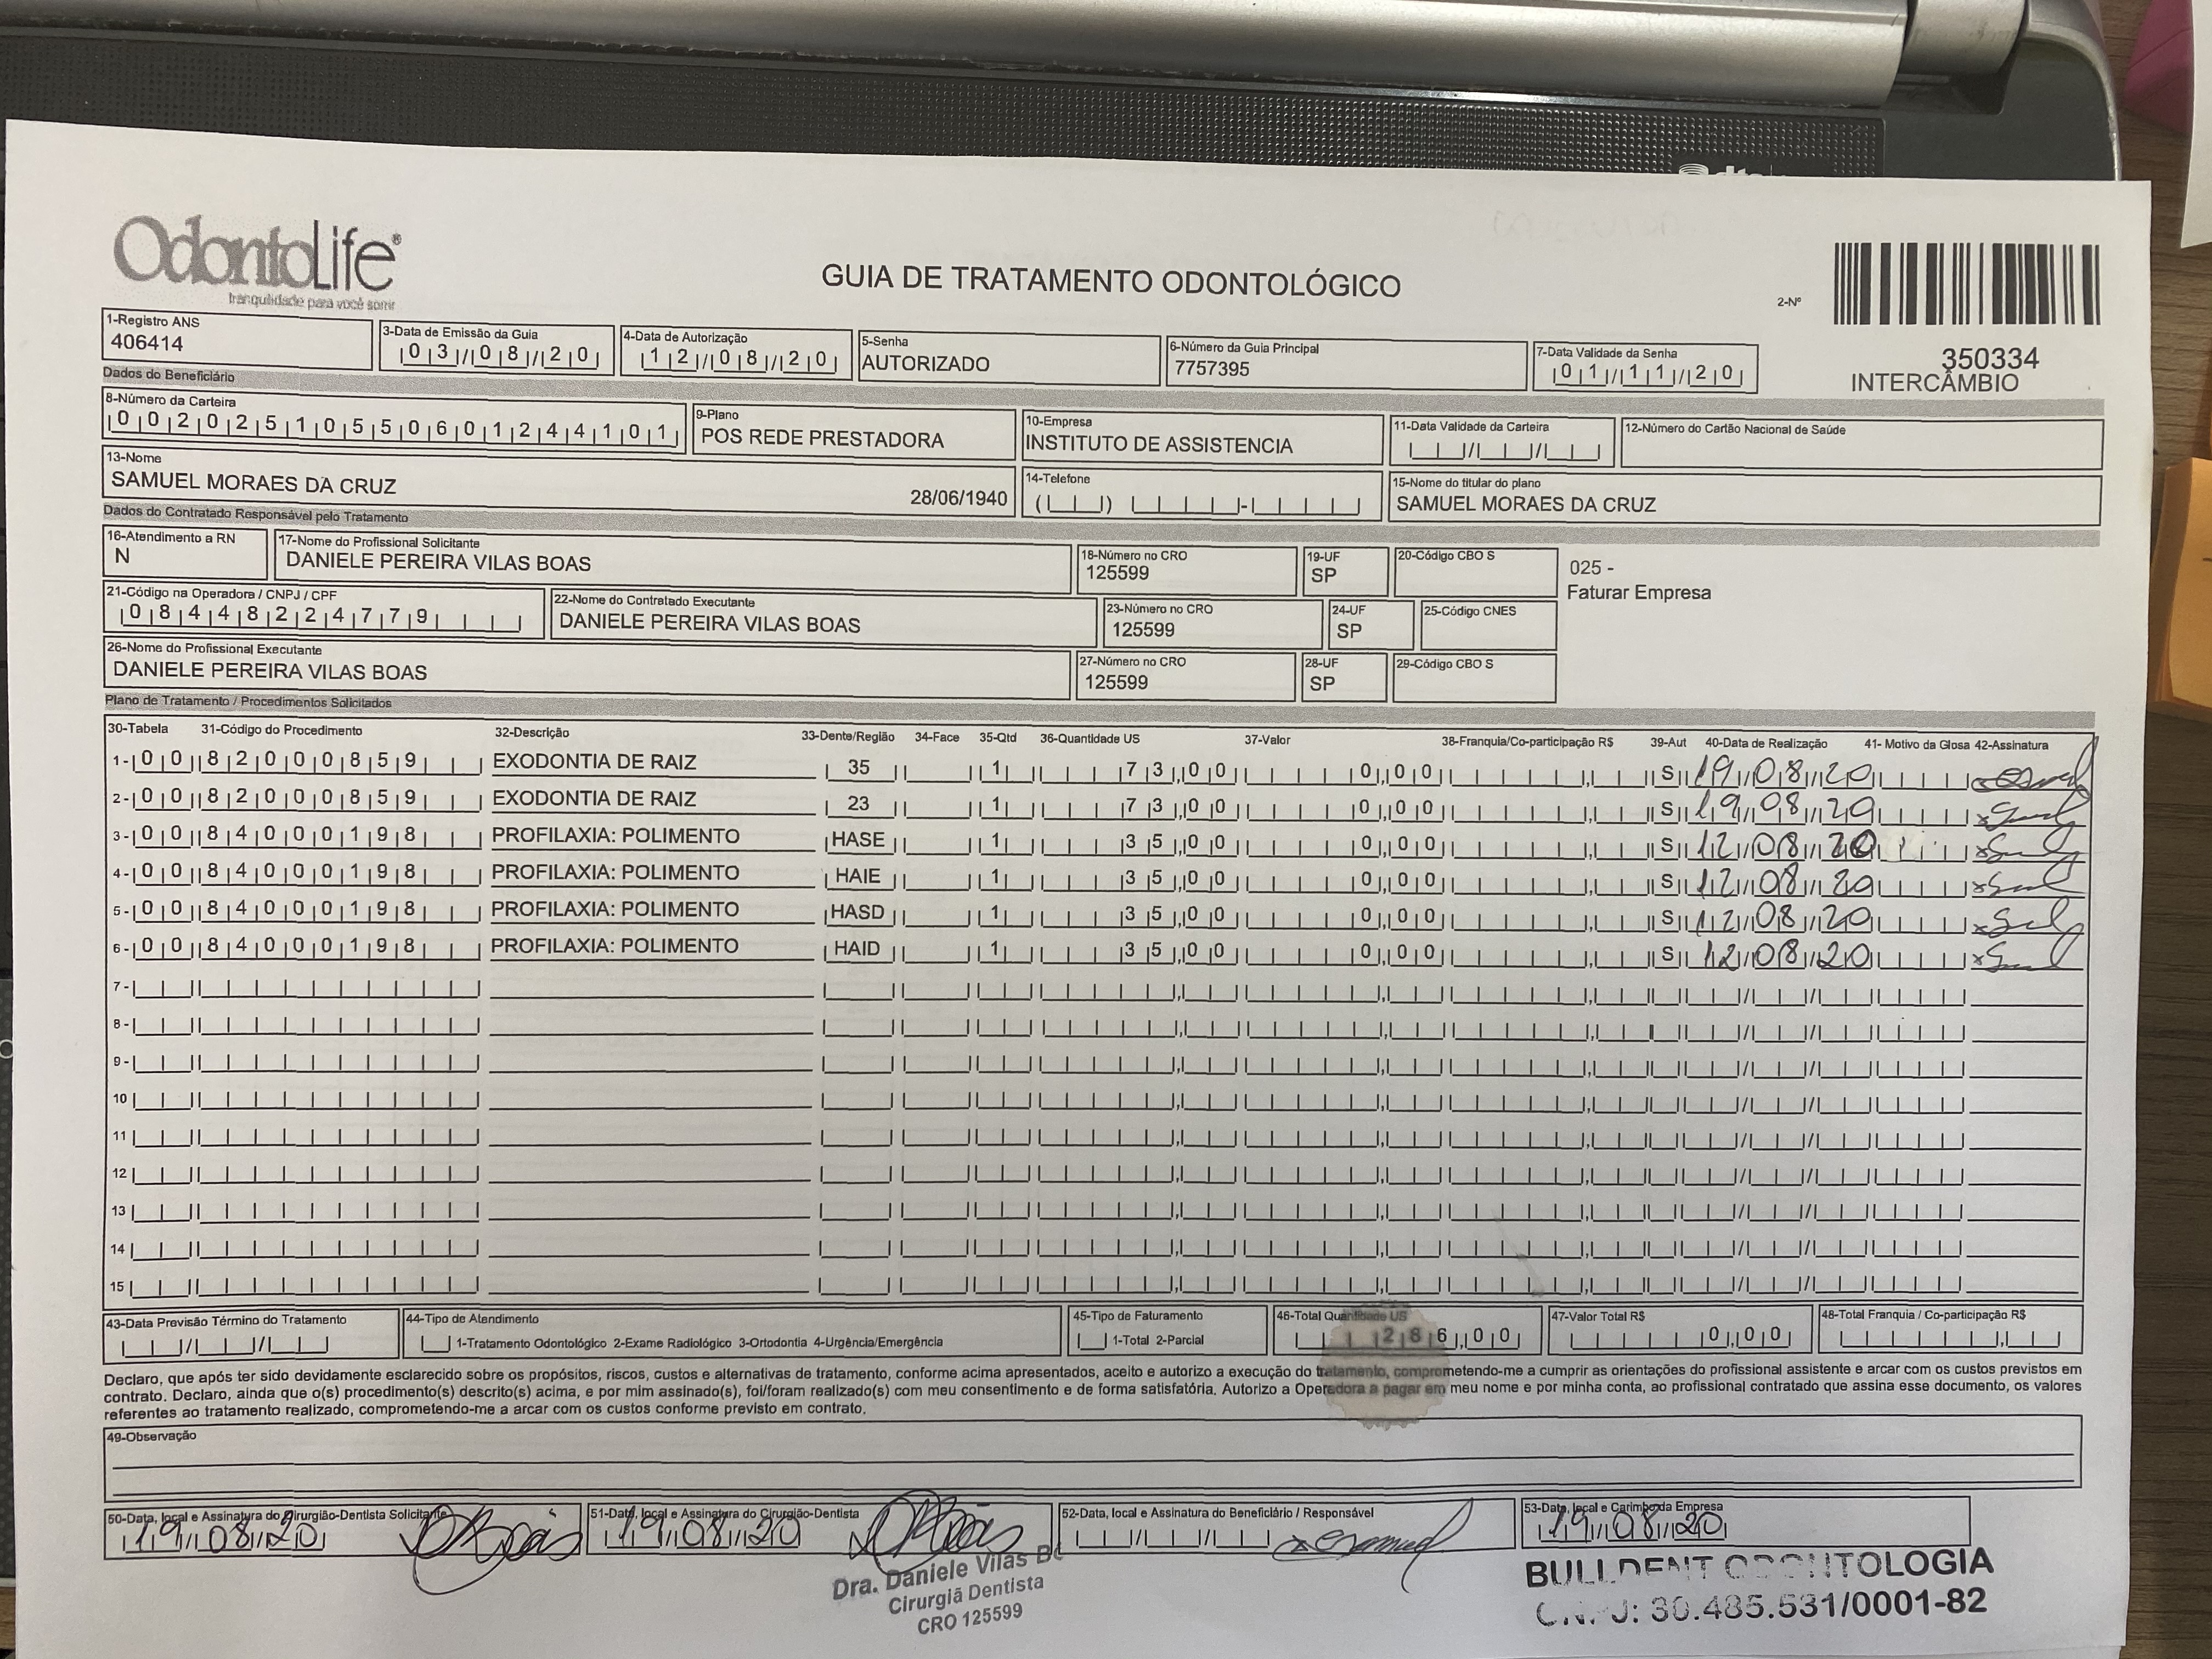 OdontoLife®
tranquilidade para você sorrir
GUIA DE TRATAMENTO ODONTOLÓGICO
2-Nº
350334
INTERCÂMBIO
1-Registro ANS
406414
3-Data de Emissão da Guia
03/08/20
4-Data de Autorização
12/08/20
5-Senha
AUTORIZADO
6-Número da Guia Principal
7757395
7-Data Validade da Senha
01/11/20
Dados do Beneficiário
8-Número da Carteira
00202510550601244101
9-Plano
POS REDE PRESTADORA
10-Empresa
INSTITUTO DE ASSISTENCIA
11-Data Validade da Carteira
12-Número do Cartão Nacional de Saúde
13-Nome
SAMUEL MORAES DA CRUZ 28/06/1940
14-Telefone
15-Nome do titular do plano
SAMUEL MORAES DA CRUZ
Dados do Contratado Responsável pelo Tratamento
16-Atendimento a RN
N
17-Nome do Profissional Solicitante
DANIELE PEREIRA VILAS BOAS
18-Número no CRO
125599
19-UF
SP
20-Código CBO S
025 -
Faturar Empresa
21-Código na Operadora / CNPJ / CPF
08448224779
22-Nome do Contratado Executante
DANIELE PEREIRA VILAS BOAS
23-Número no CRO
125599
24-UF
SP
25-Código CNES
26-Nome do Profissional Executante
DANIELE PEREIRA VILAS BOAS
27-Número no CRO
125599
28-UF
SP
29-Código CBO S
Plano de Tratamento / Procedimentos Solicitados
30-Tabela 31-Código do Procedimento 32-Descrição 33-Dente/Região 34-Face 35-Qtd 36-Quantidade US 37-Valor 38-Franquia/Co-participação R$ 39-Aut 40-Data de Realização 41- Motivo da Glosa 42-Assinatura
1- 00 82000859 EXODONTIA DE RAIZ 35 1 73,00 0,00 S 19/08/20
2- 00 82000859 EXODONTIA DE RAIZ 23 1 73,00 0,00 S 19/08/20
3- 00 84000198 PROFILAXIA: POLIMENTO HASE 1 35,00 0,00 S 12/08/20
4- 00 84000198 PROFILAXIA: POLIMENTO HAIE 1 35,00 0,00 S 12/08/20
5- 00 84000198 PROFILAXIA: POLIMENTO HASD 1 35,00 0,00 S 12/08/20
6- 00 84000198 PROFILAXIA: POLIMENTO HAID 1 35,00 0,00 S 12/08/20
7-
8-
9-
10
11
12
13
14
15
43-Data Previsão Término do Tratamento
44-Tipo de Atendimento
1-Tratamento Odontológico 2-Exame Radiológico 3-Ortodontia 4-Urgência/Emergência
45-Tipo de Faturamento
1-Total 2-Parcial
46-Total Quantidade US
286,00
47-Valor Total R$
0,00
48-Total Franquia / Co-participação R$
Declaro, que após ter sido devidamente esclarecido sobre os propósitos, riscos, custos e alternativas de tratamento, conforme acima apresentados, aceito e autorizo a execução do tratamento, comprometendo-me a cumprir as orientações do profissional assistente e arcar com os custos previstos em
contrato. Declaro, ainda que o(s) procedimento(s) descrito(s) acima, e por mim assinado(s), foi/foram realizado(s) com meu consentimento e de forma satisfatória. Autorizo a Operadora a pagar em meu nome e por minha conta, ao profissional contratado que assina esse documento, os valores
referentes ao tratamento realizado, comprometendo-me a arcar com os custos conforme previsto em contrato.
49-Observação
50-Data, local e Assinatura do Cirurgião-Dentista Solicitante
19/08/20
51-Data, local e Assinatura do Cirurgião-Dentista
19/08/20
52-Data, local e Assinatura do Beneficiário / Responsável
53-Data, local e Carimbo da Empresa
19/08/20
Dra. Daniele Vilas Bo
Cirurgiã Dentista
CRO 125599
BULLDENT ODONTOLOGIA
CNPJ: 30.485.531/0001-82